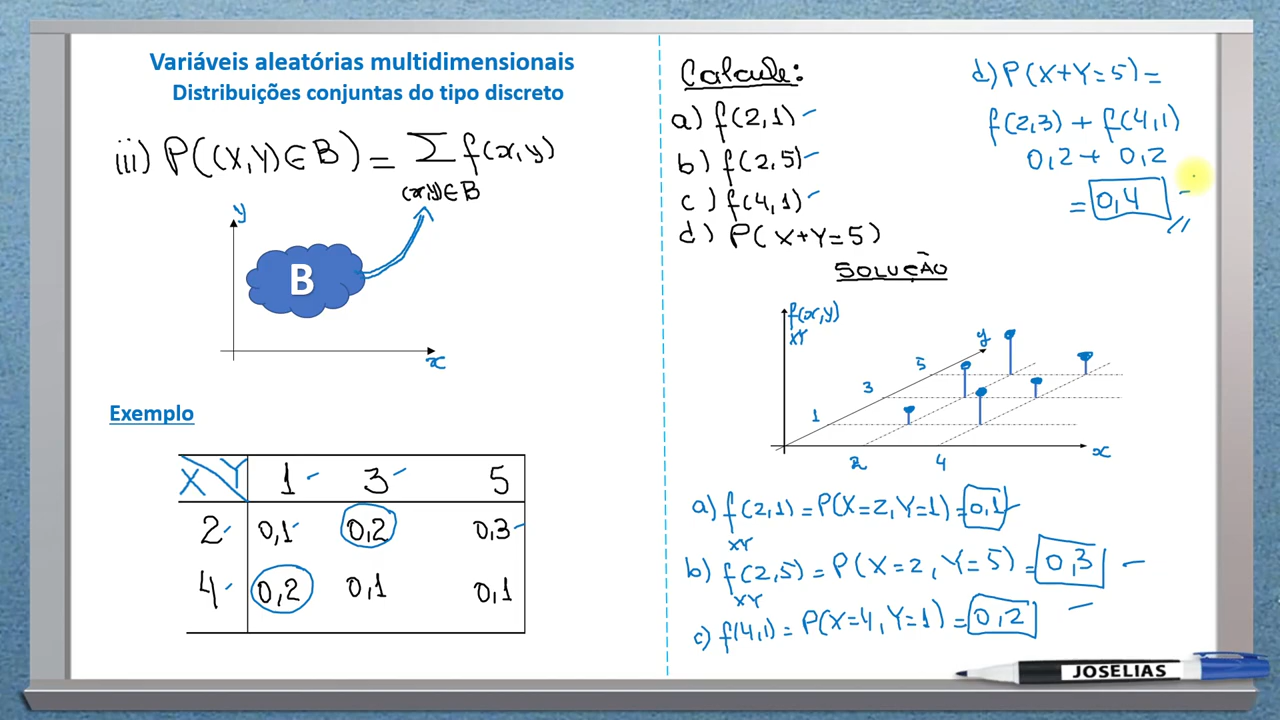 Variáveis aleatórias multidimensionais
Distribuições conjuntas do tipo discreto
iii) P((X,Y)∈B) = Σ f(x,y)
(x,y)∈B
y
B
x
Exemplo
X Y 1 3 5
2 0,1 0,2 0,3
4 0,2 0,1 0,1
Calcule:
a) f(2,1)
b) f(2,5)
c) f(4,1)
d) P(X+Y=5)
d) P(X+Y=5) =
f(2,3) + f(4,1)
0,2 + 0,2
= 0,4
SOLUÇÃO
f(x,y)
XY
y
5
3
1
2 4
x
a) f(2,1) = P(X=2,Y=1) = 0,1
XY
b) f(2,5) = P(X=2,Y=5) = 0,3
XY
c) f(4,1) = P(X=4,Y=1) = 0,2
JOSELIAS